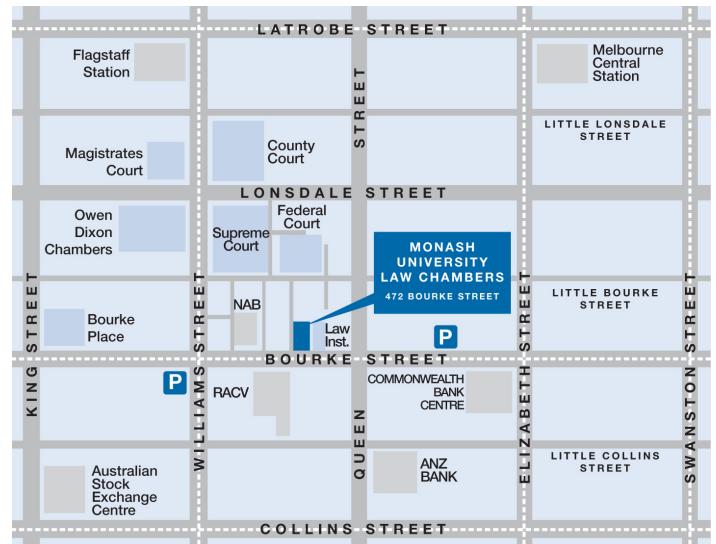 LATROBE STREET
Flagstaff
Station
Melbourne
Central
Station
STREET
LITTLE LONSDALE
STREET
County
Court
Magistrates
Court
LONSDALE STREET
Owen
Dixon
Chambers
Supreme
Court
Federal
Court
MONASH
UNIVERSITY
LAW CHAMBERS
472 BOURKE STREET
LITTLE BOURKE
STREET
KING STREET
WILLIAMS STREET
ELIZABETH STREET
SWANSTON STREET
NAB
Bourke
Place
Law
Inst.
P
BOURKE STREET
P
RACV
COMMONWEALTH
BANK
CENTRE
QUEEN
LITTLE COLLINS
STREET
Australian
Stock
Exchange
Centre
ANZ
BANK
COLLINS STREET